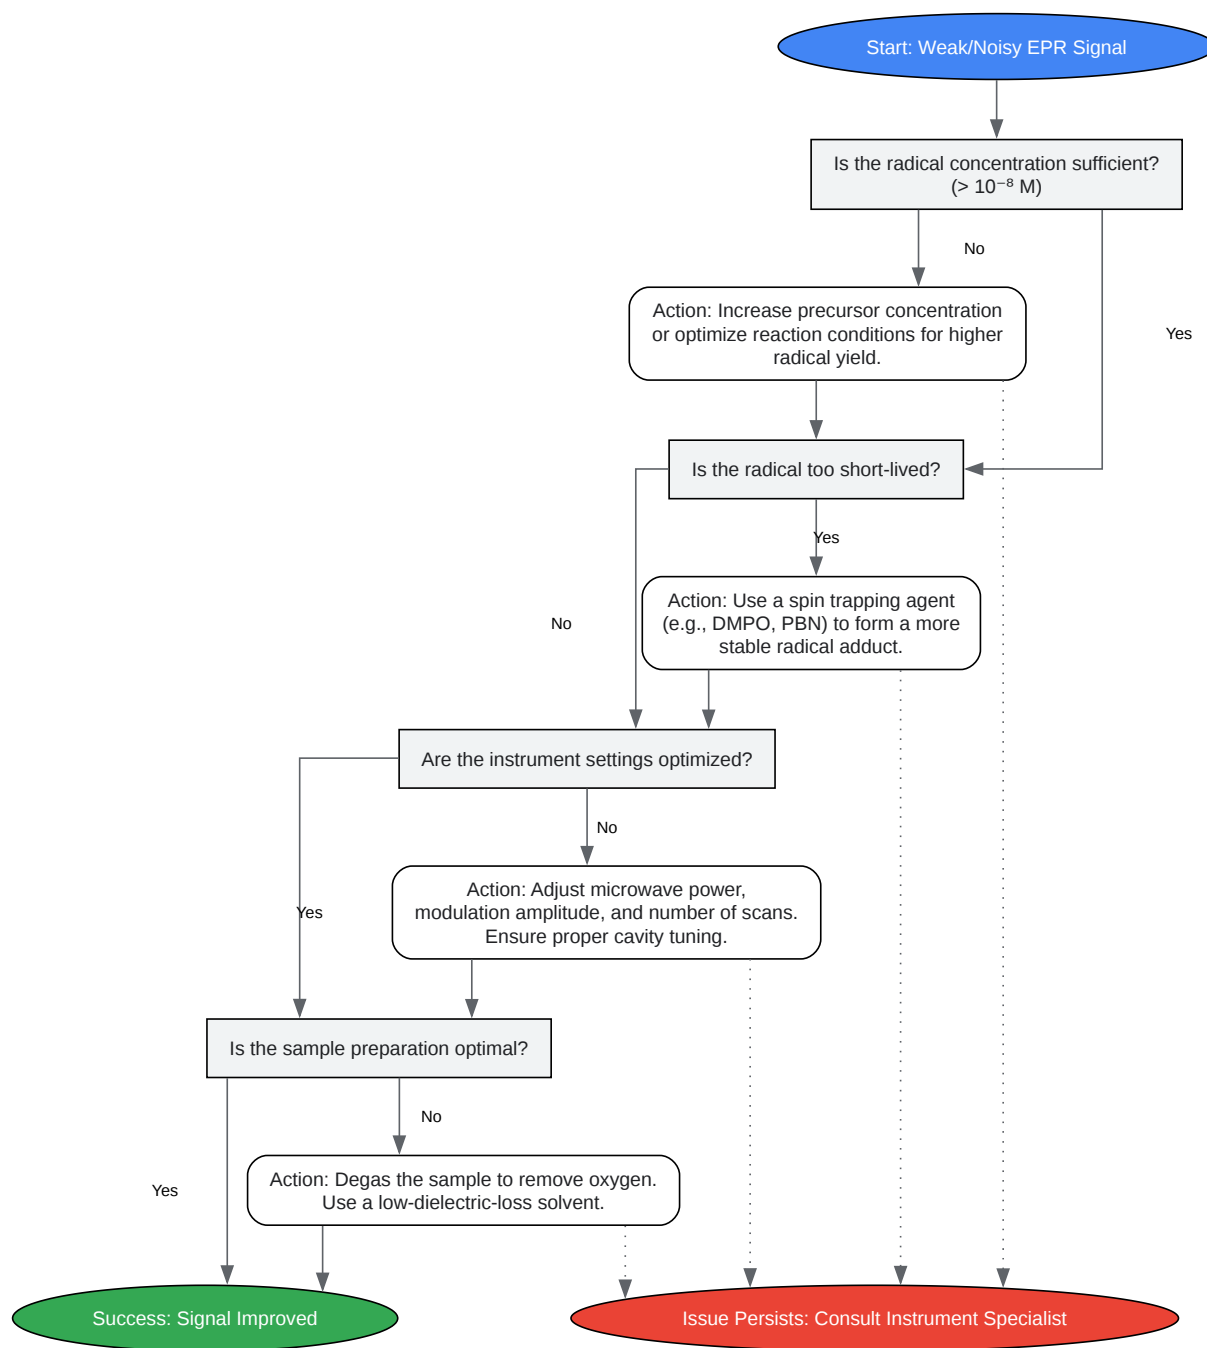 Start: Weak/Noisy EPR Signal
Is the radical concentration sufficient?
(> 10⁻⁸ M)
No
Action: Increase precursor concentration
or optimize reaction conditions for higher
radical yield.
Yes
Is the radical too short-lived?
Yes
Action: Use a spin trapping agent
(e.g., DMPO, PBN) to form a more
stable radical adduct.
No
Are the instrument settings optimized?
No
Action: Adjust microwave power,
modulation amplitude, and number of scans.
Ensure proper cavity tuning.
Yes
Is the sample preparation optimal?
No
Action: Degas the sample to remove oxygen.
Use a low-dielectric-loss solvent.
Yes
Success: Signal Improved
Issue Persists: Consult Instrument Specialist